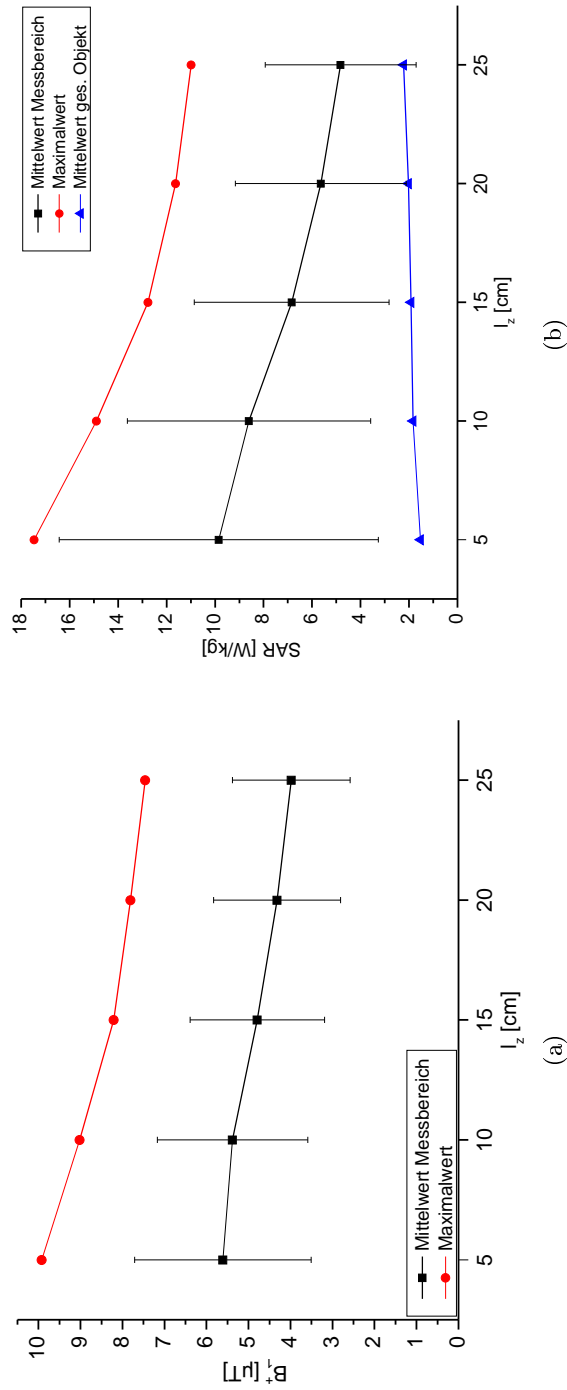 10
9
8
7
6
5
4
3
2
1
0
B₁⁺ [µT]
5
10
15
20
25
l_z [cm]
Mittelwert Messbereich
Maximalwert
(a)
18
16
14
12
10
8
6
4
2
0
SAR [W/kg]
5
10
15
20
25
l_z [cm]
Mittelwert Messbereich
Maximalwert
Mittelwert ges. Objekt
(b)